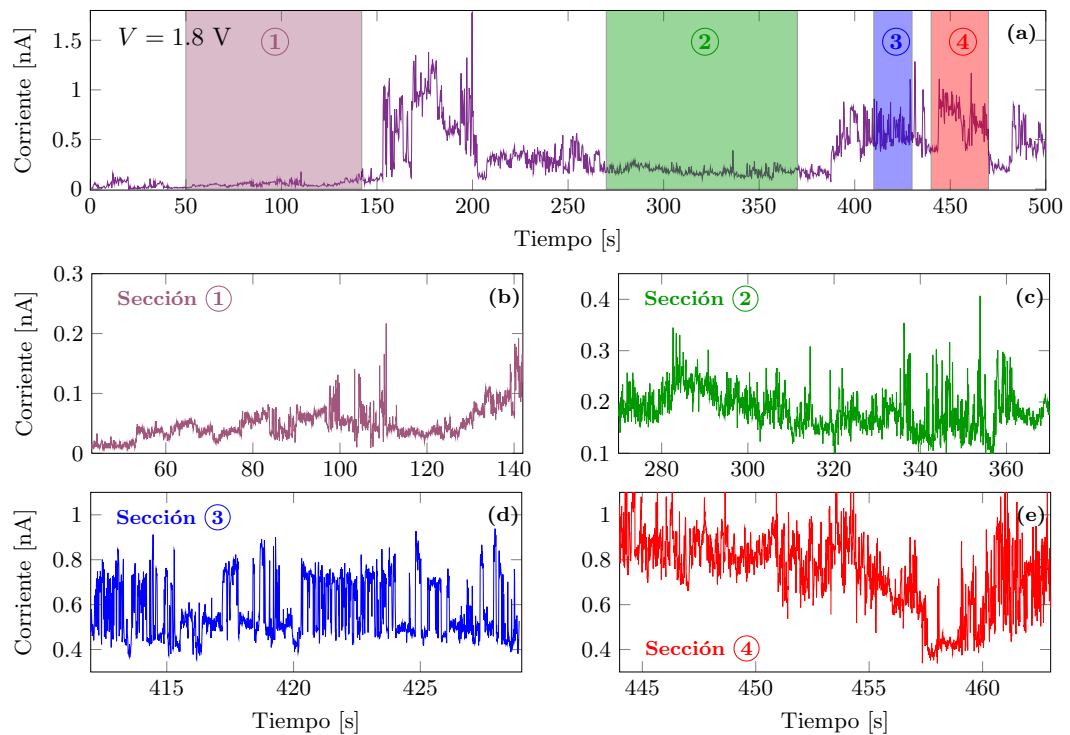 V = 1.8 V
① ② ③ ④
(a)
Corriente [nA]
1.5
1
0.5
0
0 50 100 150 200 250 300 350 400 450 500
Tiempo [s]
Sección ① (b)
Corriente [nA]
0.3
0.2
0.1
0
60 80 100 120 140
Sección ② (c)
0.4
0.3
0.2
0.1
280 300 320 340 360
Sección ③ (d)
Corriente [nA]
1
0.8
0.6
0.4
415 420 425
Tiempo [s]
(e)
1
0.8
0.6
0.4
Sección ④
445 450 455 460
Tiempo [s]